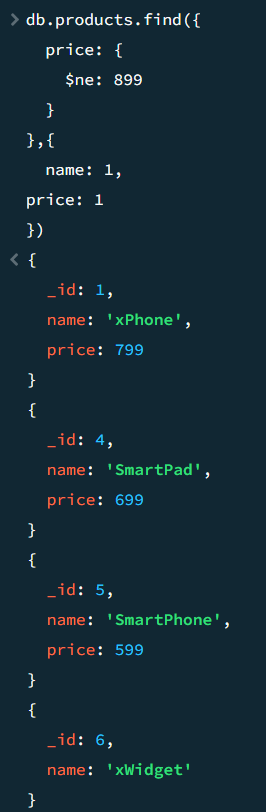 > db.products.find({
price: {
$ne: 899
}
},{
name: 1,
price: 1
})
< {
_id: 1,
name: 'xPhone',
price: 799
}
{
_id: 4,
name: 'SmartPad',
price: 699
}
{
_id: 5,
name: 'SmartPhone',
price: 599
}
{
_id: 6,
name: 'xWidget'
}